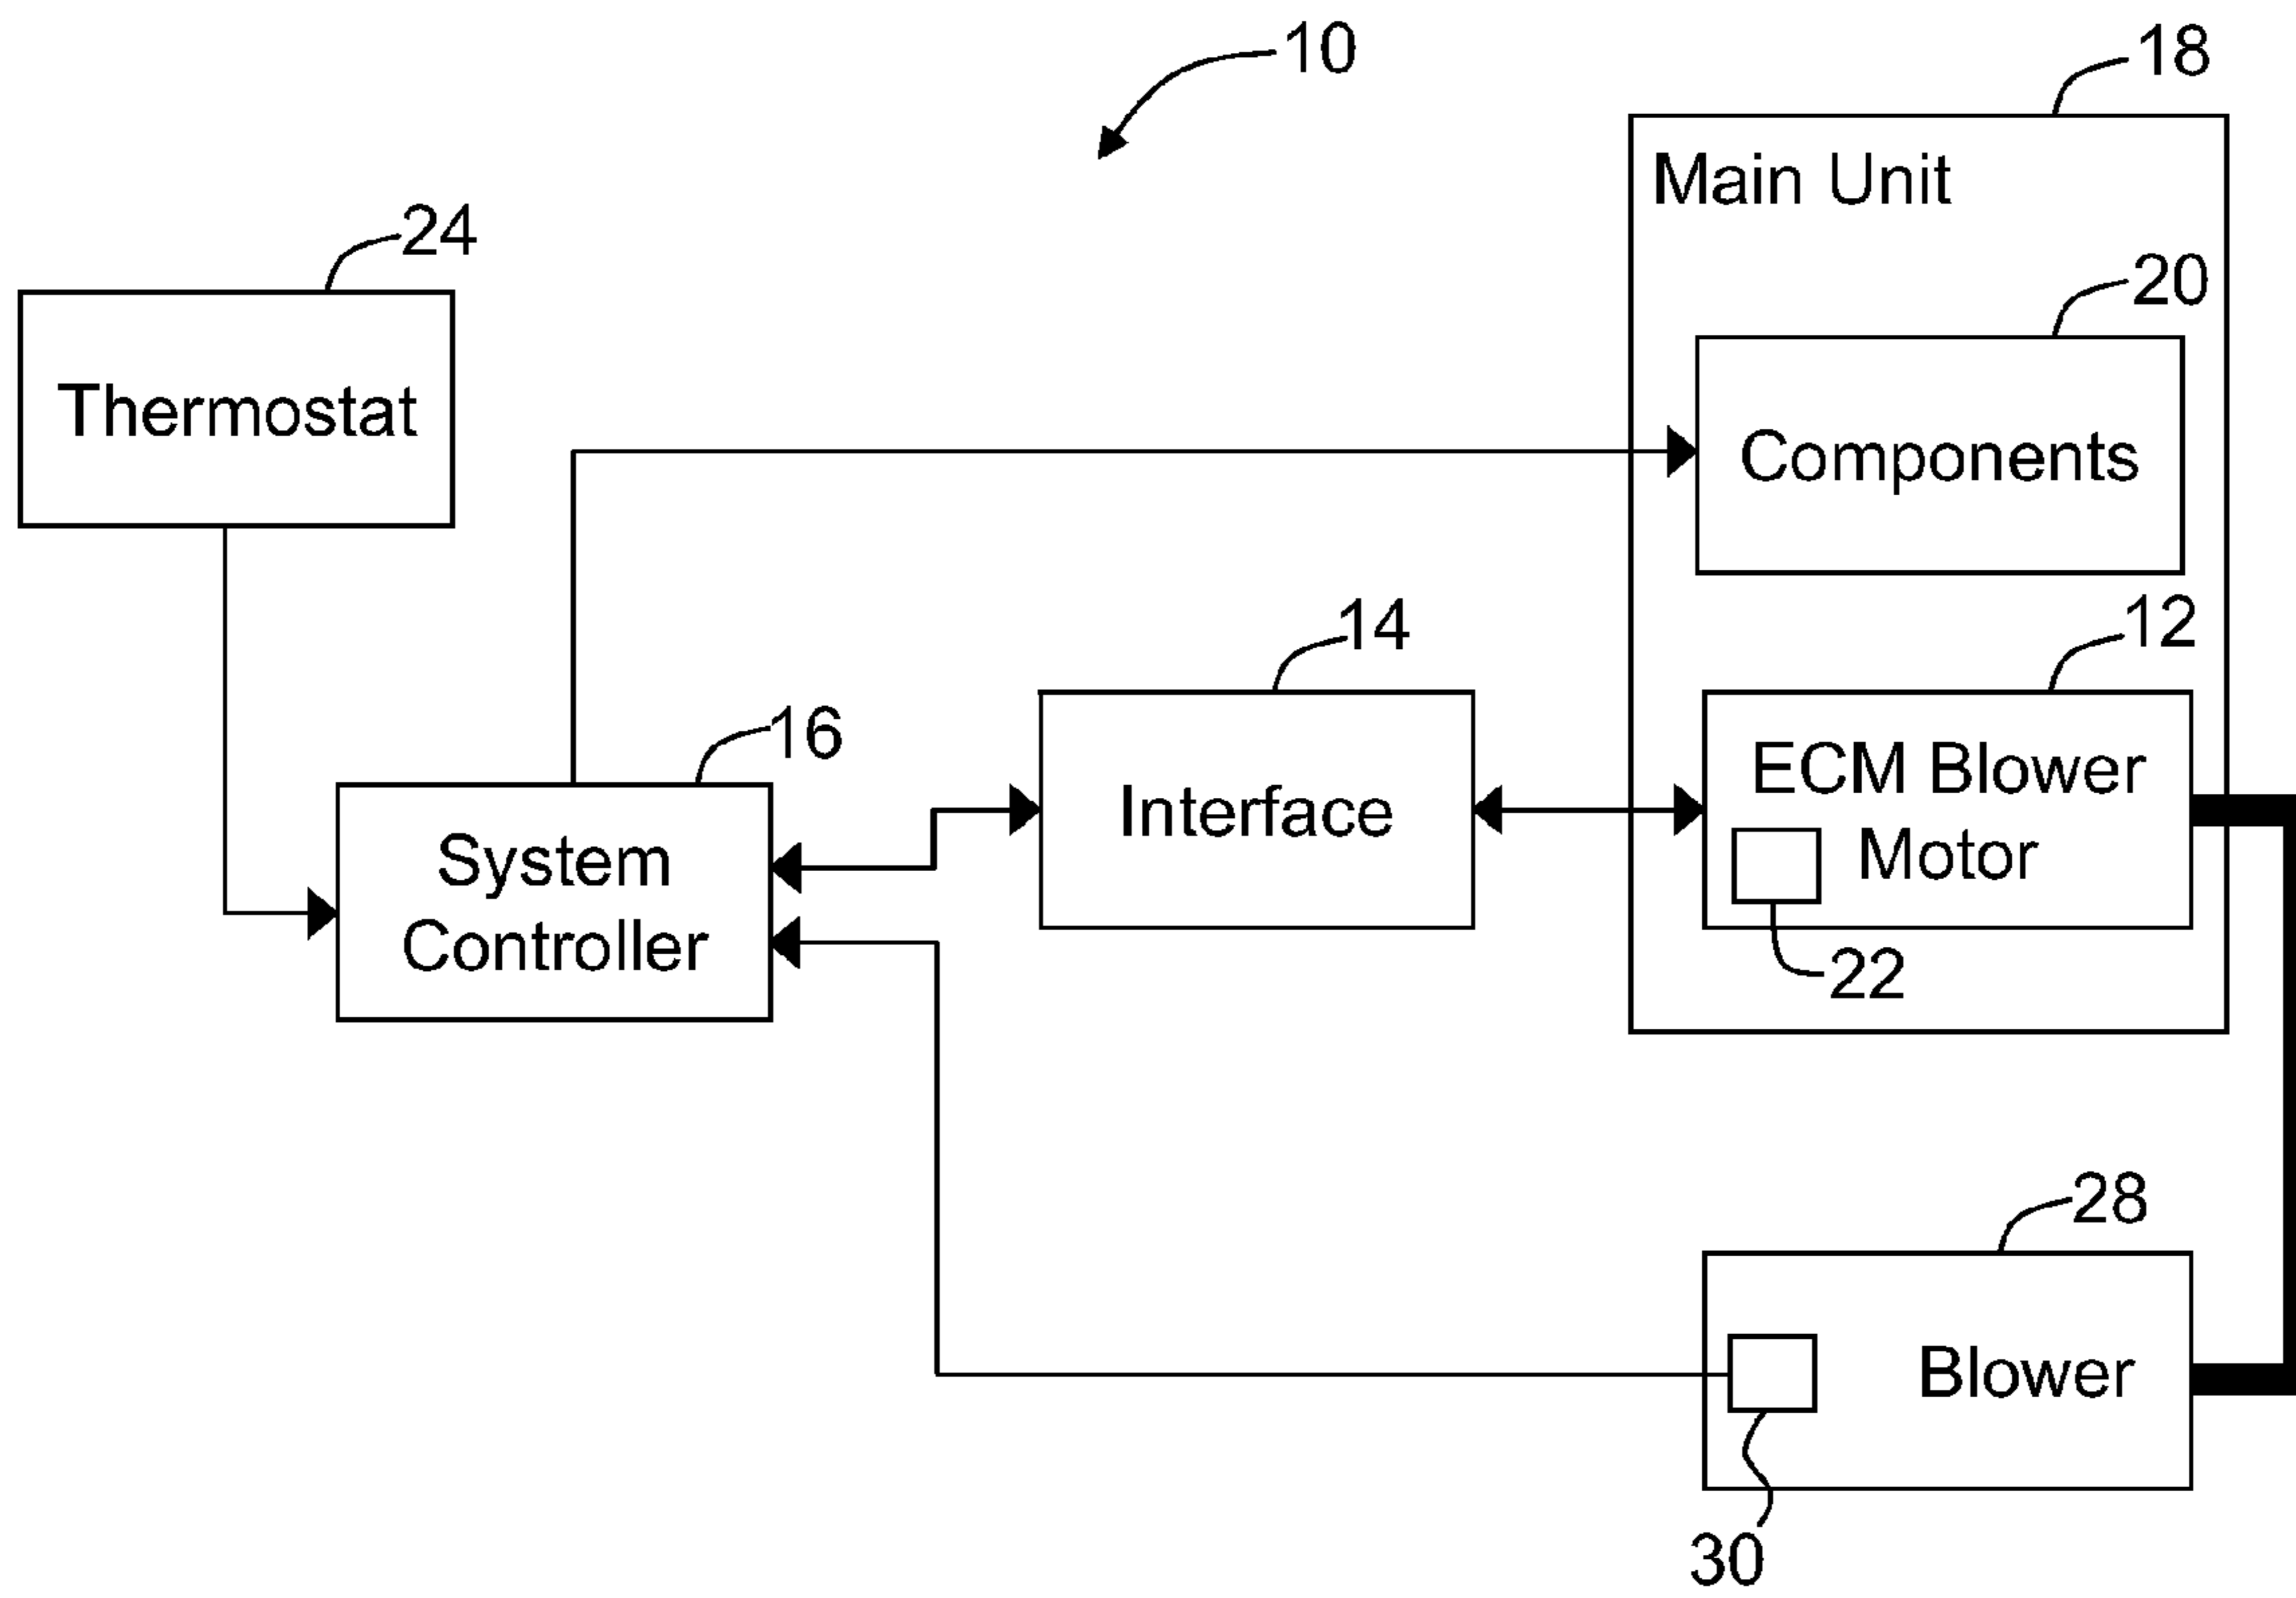 10
18
Main Unit
24
20
Thermostat
Components
14
12
16
ECM Blower
Motor
Interface
System
Controller
22
28
Blower
30